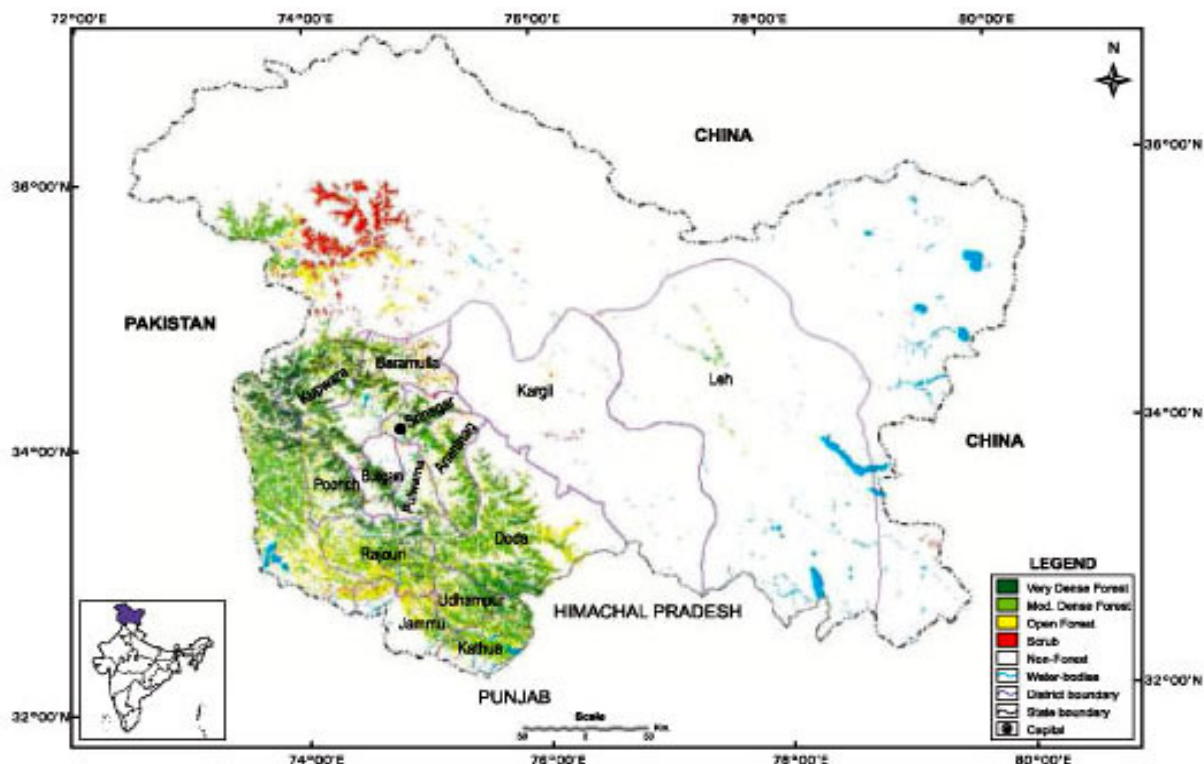 72°00'E 74°00'E 76°00'E 78°00'E 80°00'E
N
CHINA
36°00'N
36°00'N
PAKISTAN
Baramulla
Kupwara
Kargil
Leh
Srinagar
34°00'N
34°00'N
CHINA
Anantnag
Poonch
Budgam
Pulwama
Doda
Rajouri
LEGEND
Very Dense Forest
Mod. Dense Forest
Open Forest
Scrub
Non-Forest
Water-bodies
District boundary
State boundary
Capital
Udhampur
HIMACHAL PRADESH
Jammu
Kathua
PUNJAB
32°00'N
32°00'N
Scale
50 0 50 Km.
74°00'E 76°00'E 78°00'E 80°00'E